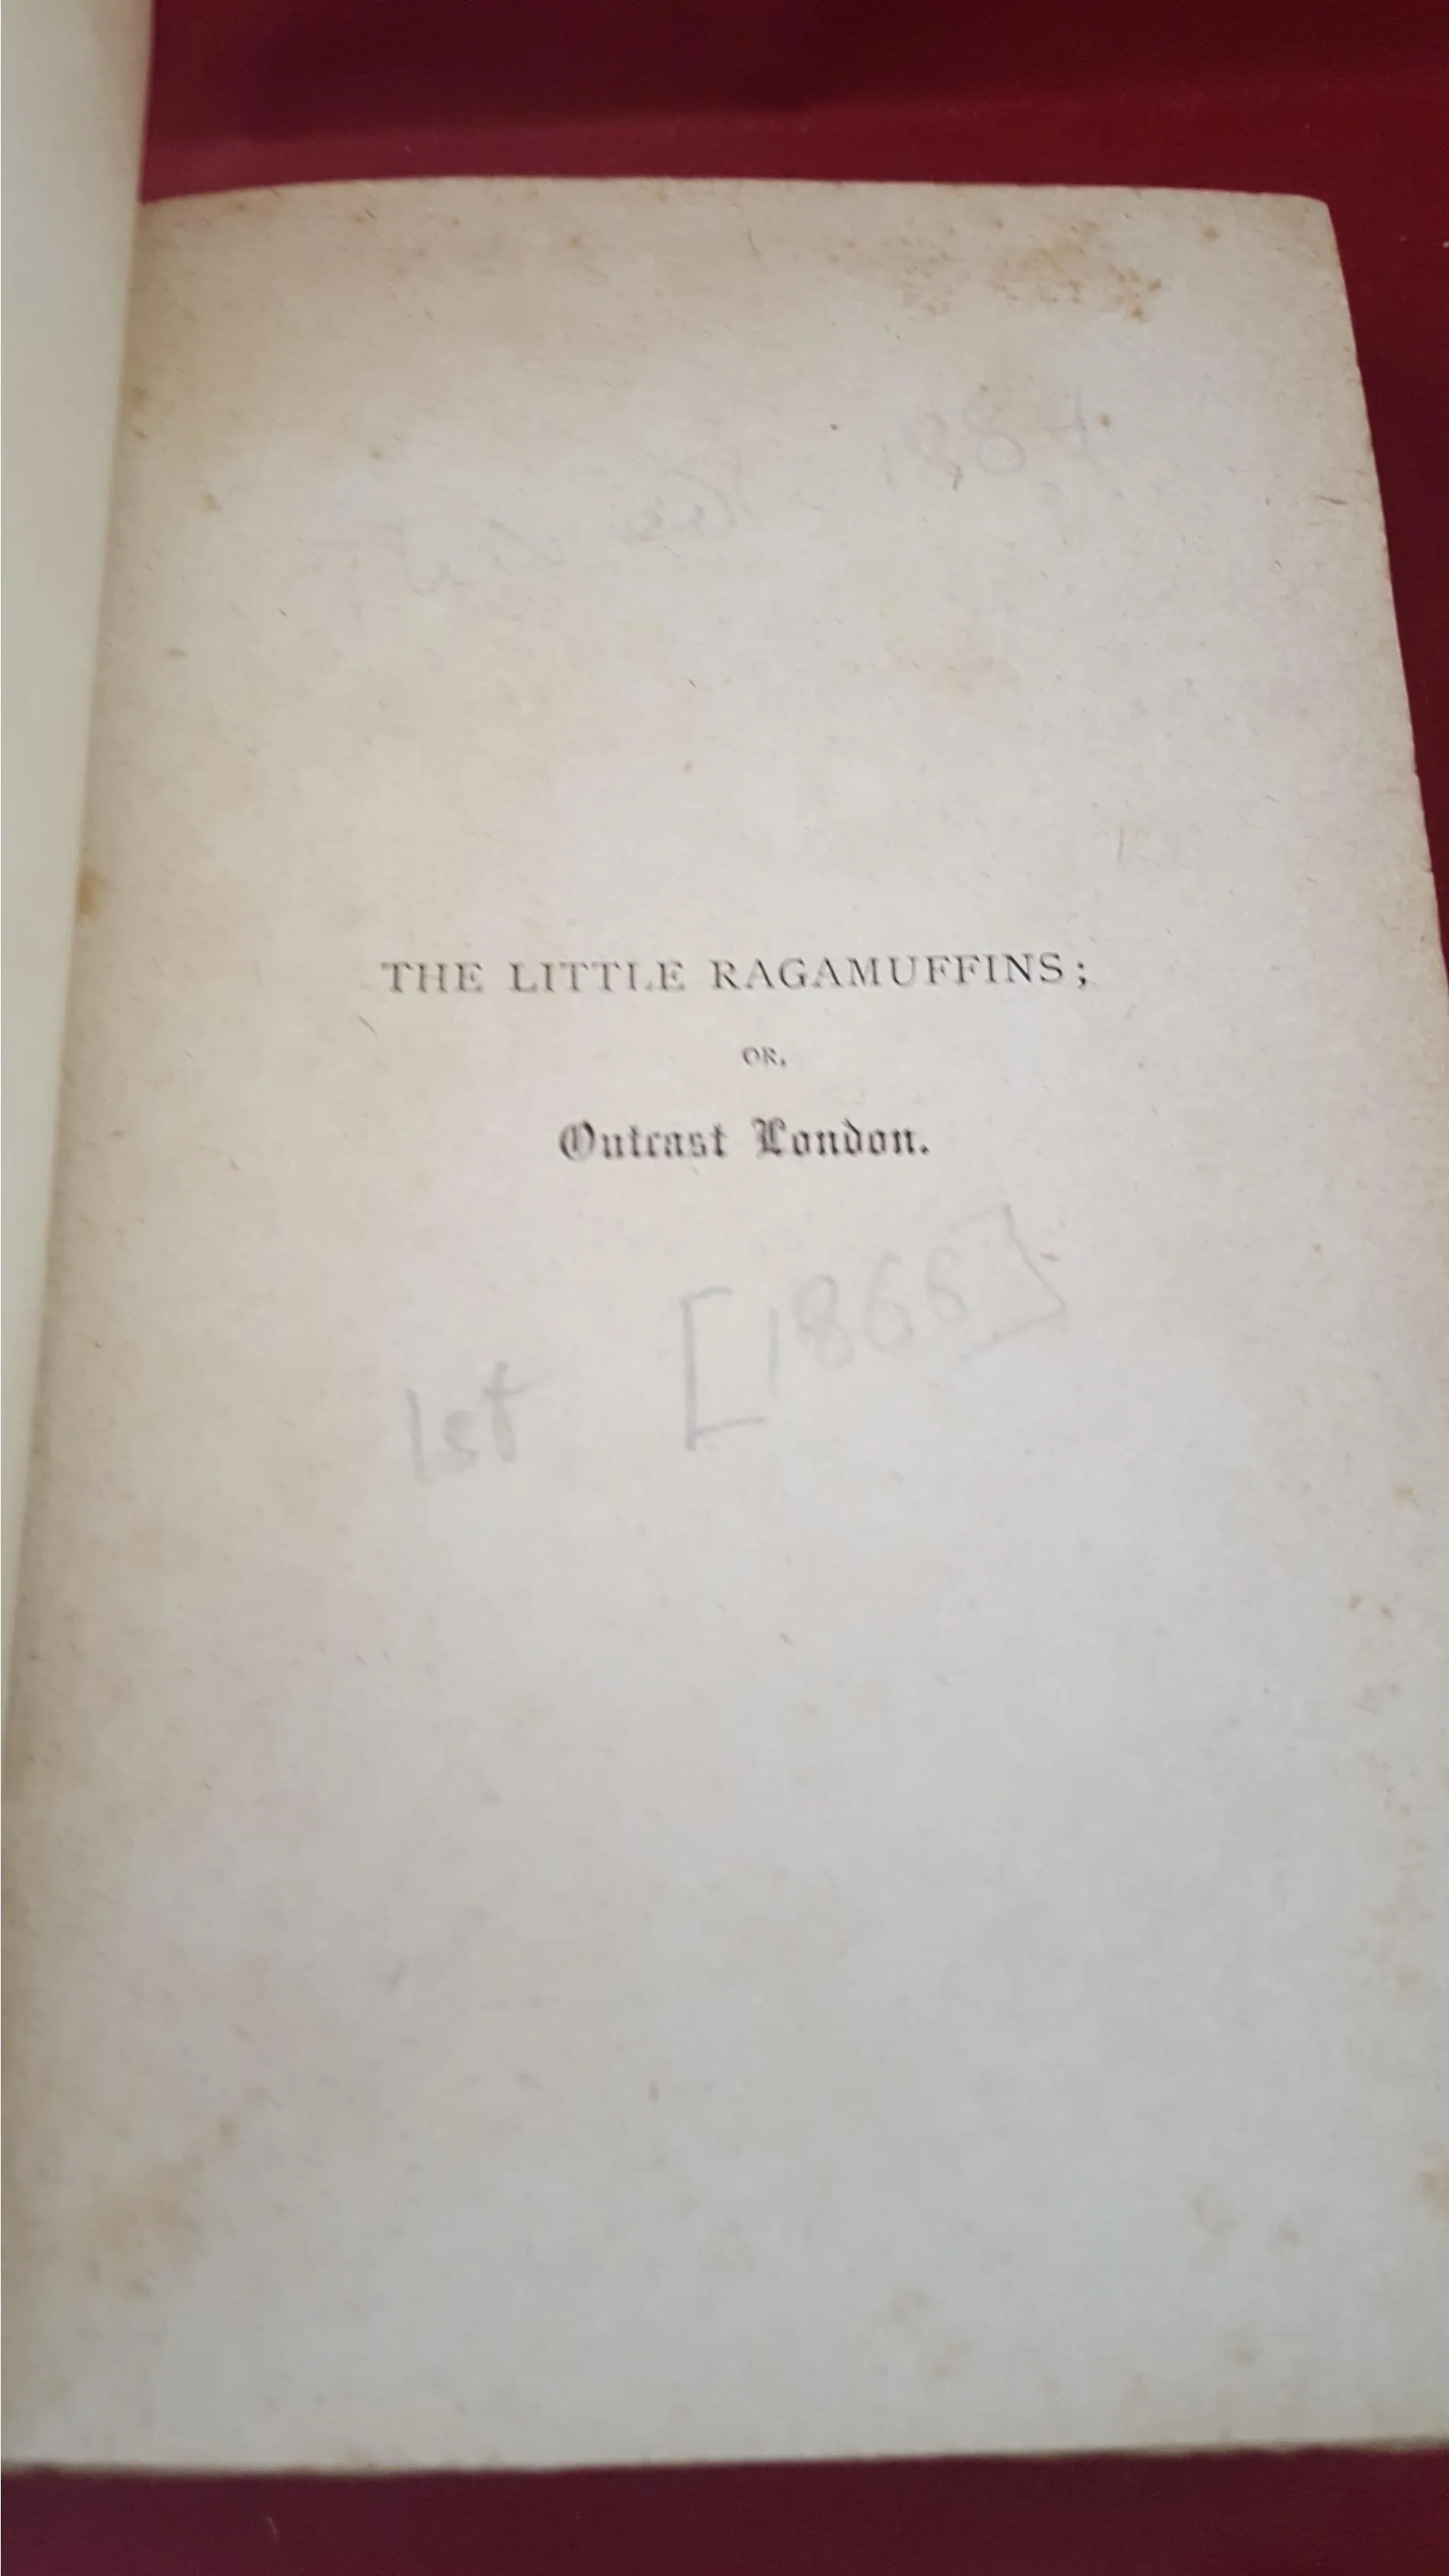 THE LITTLE RAGAMUFFINS;
OR,
Outcast London.
1st [1866]